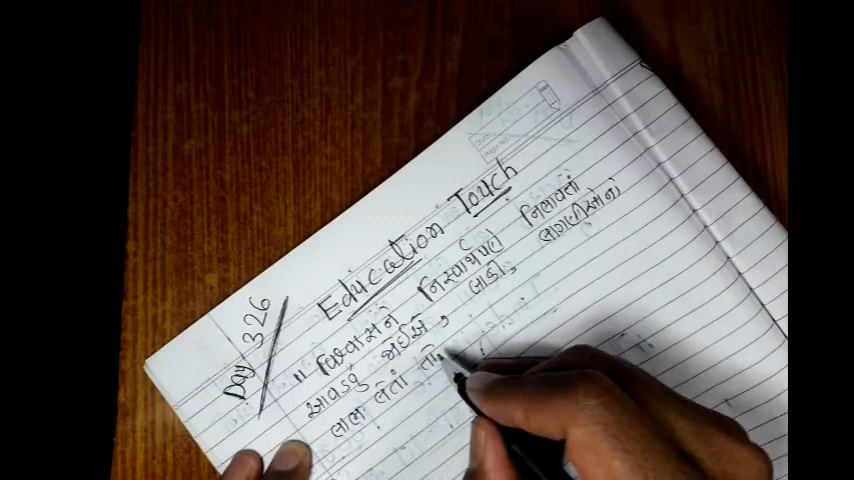 Day 326
Education Touch
" વિશ્વાસને નિસ્વાર્થપણે નિભાવતાં
આવડવું જોઈએ, બાકી, લાગણીઓનો
લાભ લેતાં તો